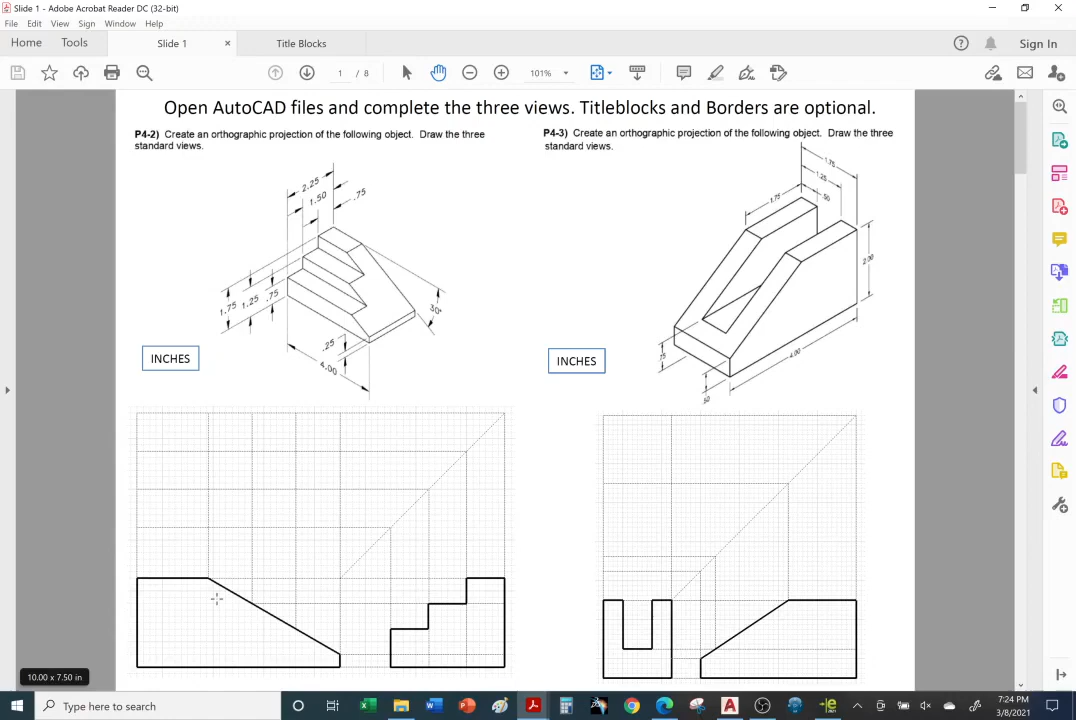 Slide 1 - Adobe Acrobat Reader DC (32-bit)
File Edit View Sign Window Help
Home Tools Slide 1 × Title Blocks Sign In
1 / 8 101%
Open AutoCAD files and complete the three views. Titleblocks and Borders are optional.
P4-2) Create an orthographic projection of the following object. Draw the three
standard views.
2.25
1.50 .75
1.75 1.25 .75
30°
.25
4.00
INCHES
P4-3) Create an orthographic projection of the following object. Draw the three
standard views.
1.75
1.25
1.75 .50
2.00
.75
4.00
.50
INCHES
10.00 x 7.50 in
Type here to search
7:24 PM
3/8/2021